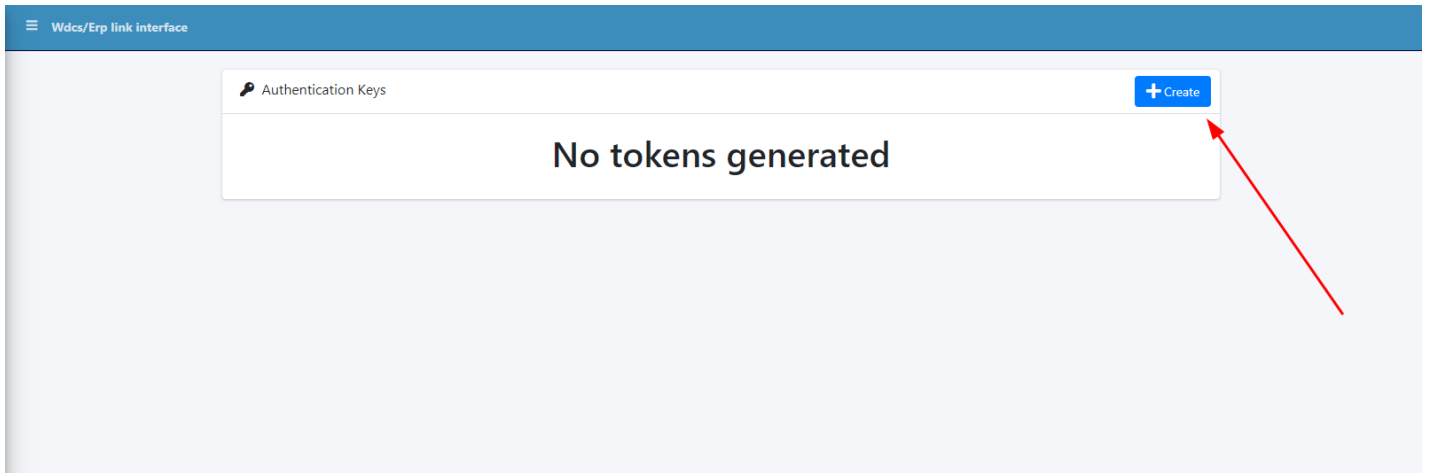 Wdcs/Erp link interface
Authentication Keys
Create
No tokens generated